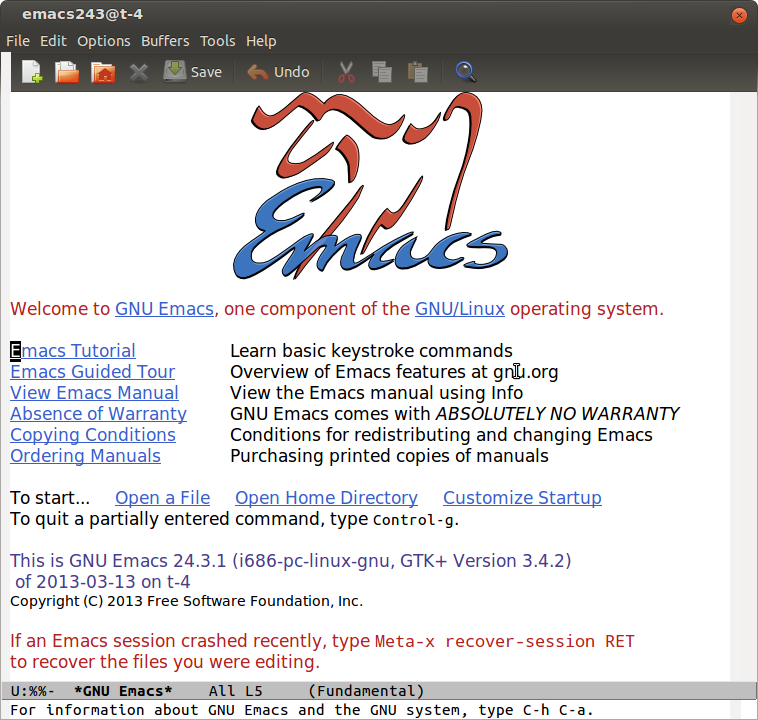 emacs243@t-4
File Edit Options Buffers Tools Help
Save Undo
Emacs
Welcome to GNU Emacs, one component of the GNU/Linux operating system.
Emacs Tutorial Learn basic keystroke commands
Emacs Guided Tour Overview of Emacs features at gnu.org
View Emacs Manual View the Emacs manual using Info
Absence of Warranty GNU Emacs comes with ABSOLUTELY NO WARRANTY
Copying Conditions Conditions for redistributing and changing Emacs
Ordering Manuals Purchasing printed copies of manuals
To start... Open a File Open Home Directory Customize Startup
To quit a partially entered command, type Control-g.
This is GNU Emacs 24.3.1 (i686-pc-linux-gnu, GTK+ Version 3.4.2)
of 2013-03-13 on t-4
Copyright (C) 2013 Free Software Foundation, Inc.
If an Emacs session crashed recently, type Meta-x recover-session RET
to recover the files you were editing.
U:%%- *GNU Emacs* All L5 (Fundamental)
For information about GNU Emacs and the GNU system, type C-h C-a.